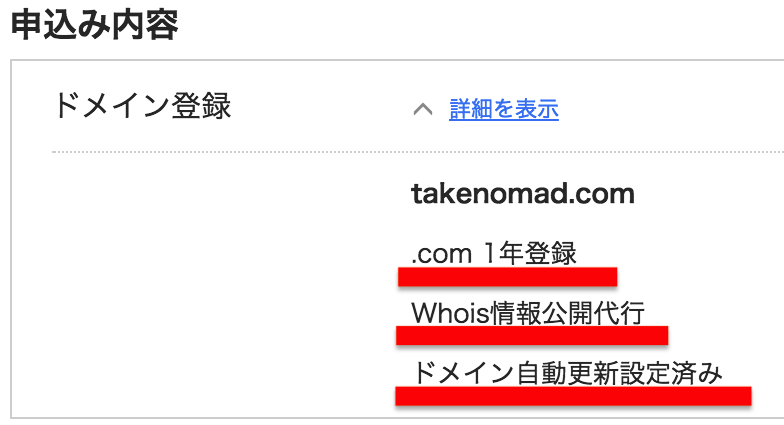 申込み内容
ドメイン登録
詳細を表示
takenomad.com
.com 1年登録
Whois情報公開代行
ドメイン自動更新設定済み